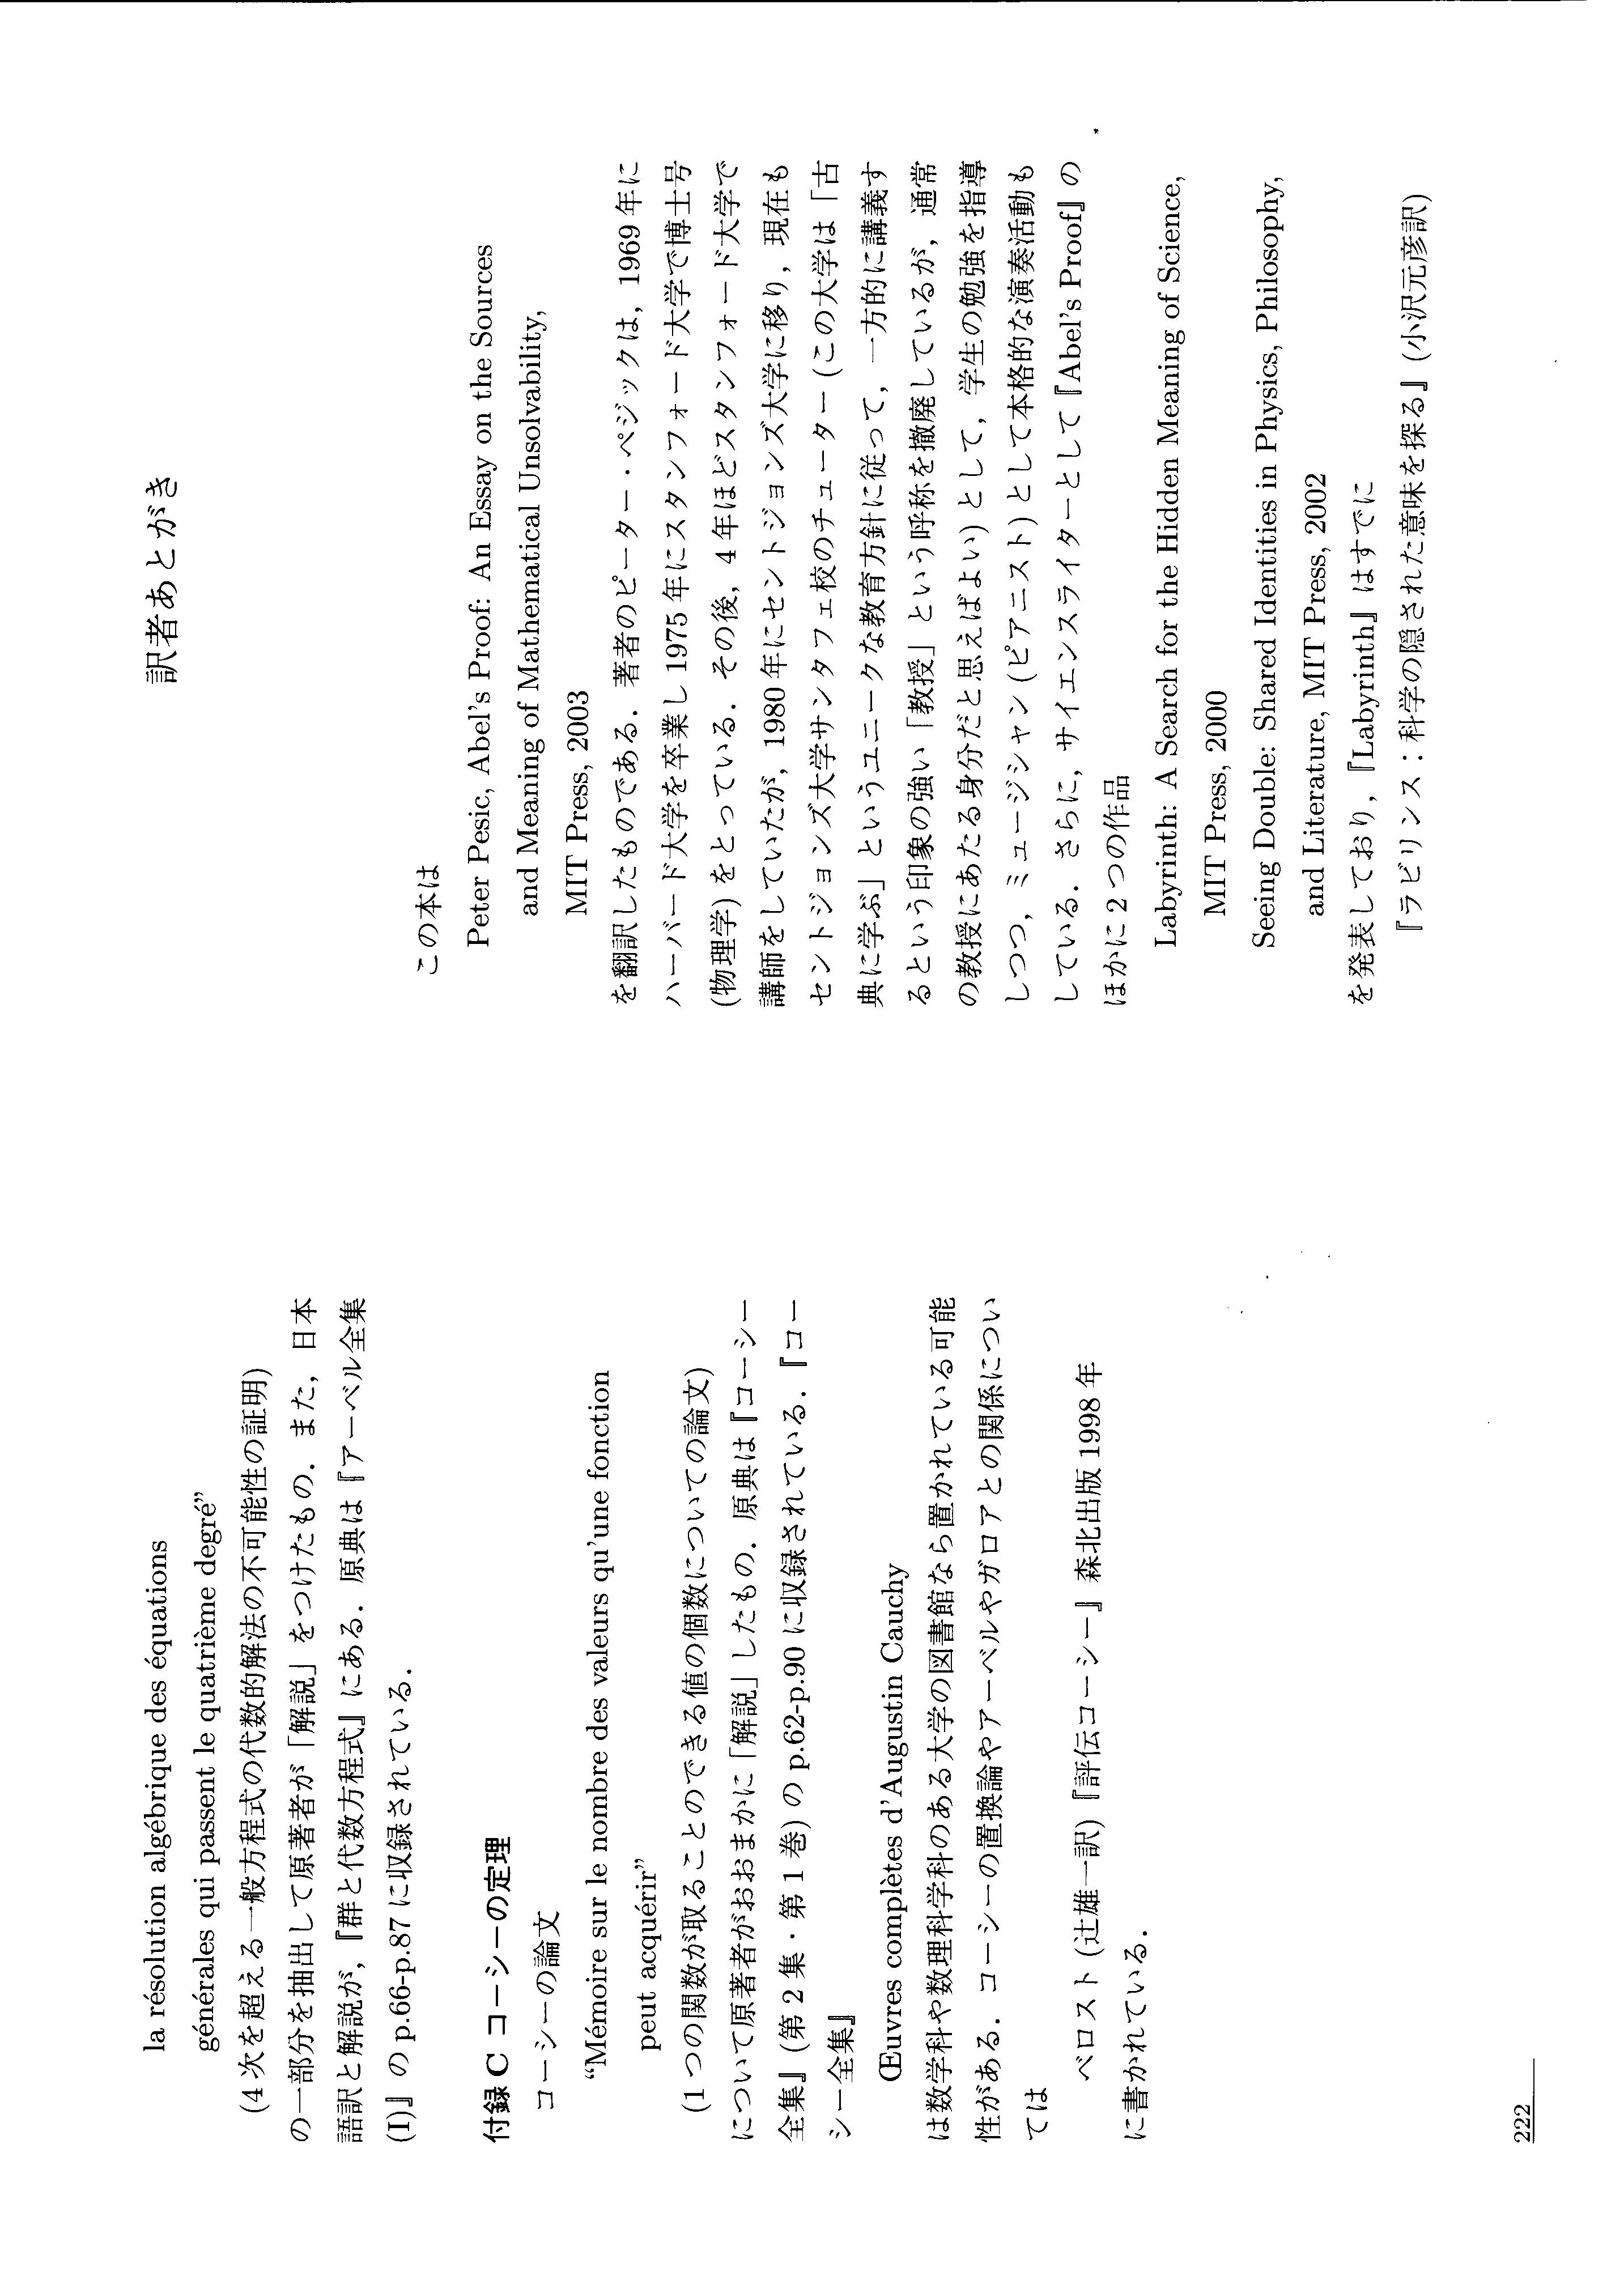 la résolution algébrique des équations
générales qui passent le quatrième degré”
(4 次を超える一般方程式の代数的解法の不可能性の証明)
の一部分を抽出して原著者が「解説」をつけたもの．また，日本
語訳と解説が，『群と代数方程式』にある．原典は『アーベル全集
(I)』の p.66-p.87 に収録されている．
付録 C コーシーの定理
コーシーの論文
“Mémoire sur le nombre des valeurs qu’une fonction
peut acquérir”
(1 つの関数が取ることのできる値の個数についての論文)
について原著者がおおまかに「解説」したもの．原典は『コーシー
全集』(第 2 集・第 1 巻) の p.62-p.90 に収録されている．『コー
シー全集』
Œuvres complètes d’Augustin Cauchy
は数学科や数理科学科のある大学の図書館なら置かれている可能
性がある．コーシーの置換論やアーベルやガロアとの関係につい
ては
ベロスト (辻雄一訳)『評伝コーシー』森北出版 1998 年
に書かれている．
222
訳者あとがき
この本は
Peter Pesic, Abel’s Proof: An Essay on the Sources
and Meaning of Mathematical Unsolvability,
MIT Press, 2003
を翻訳したものである．著者のピーター・ペジックは，1969 年に
ハーバード大学を卒業し 1975 年にスタンフォード大学で博士号
(物理学) をとっている．その後，4 年ほどスタンフォード大学で
講師をしていたが，1980 年にセントジョンズ大学に移り，現在も
セントジョンズ大学サンタフェ校のチューター (この大学は「古
典に学ぶ」というユニークな教育方針に従って，一方的に講義す
るという印象の強い「教授」という呼称を撤廃しているが，通常
の教授にあたる身分だと思えばよい) として，学生の勉強を指導
しつつ，ミュージシャン (ピアニスト) として本格的な演奏活動も
している．さらに，サイエンスライターとして『Abel’s Proof』の
ほかに 2 つの作品
Labyrinth: A Search for the Hidden Meaning of Science,
MIT Press, 2000
Seeing Double: Shared Identities in Physics, Philosophy,
and Literature, MIT Press, 2002
を発表しており，『Labyrinth』はすでに
『ラビリンス：科学の隠された意味を探る』(小沢元彦訳)